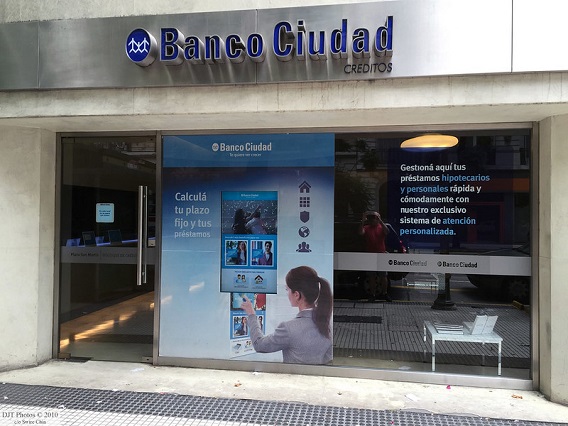 Banco Ciudad
CREDITOS
Banco Ciudad
Calculá
tu plazo
fijo y tus
préstamos
Gestioná aquí tus
préstamos hipotecarios
y personales rápida y
cómodamente con
nuestro exclusivo
sistema de atención
personalizada.
Banco Ciudad Banco Ciudad
DJT Photos © 2010